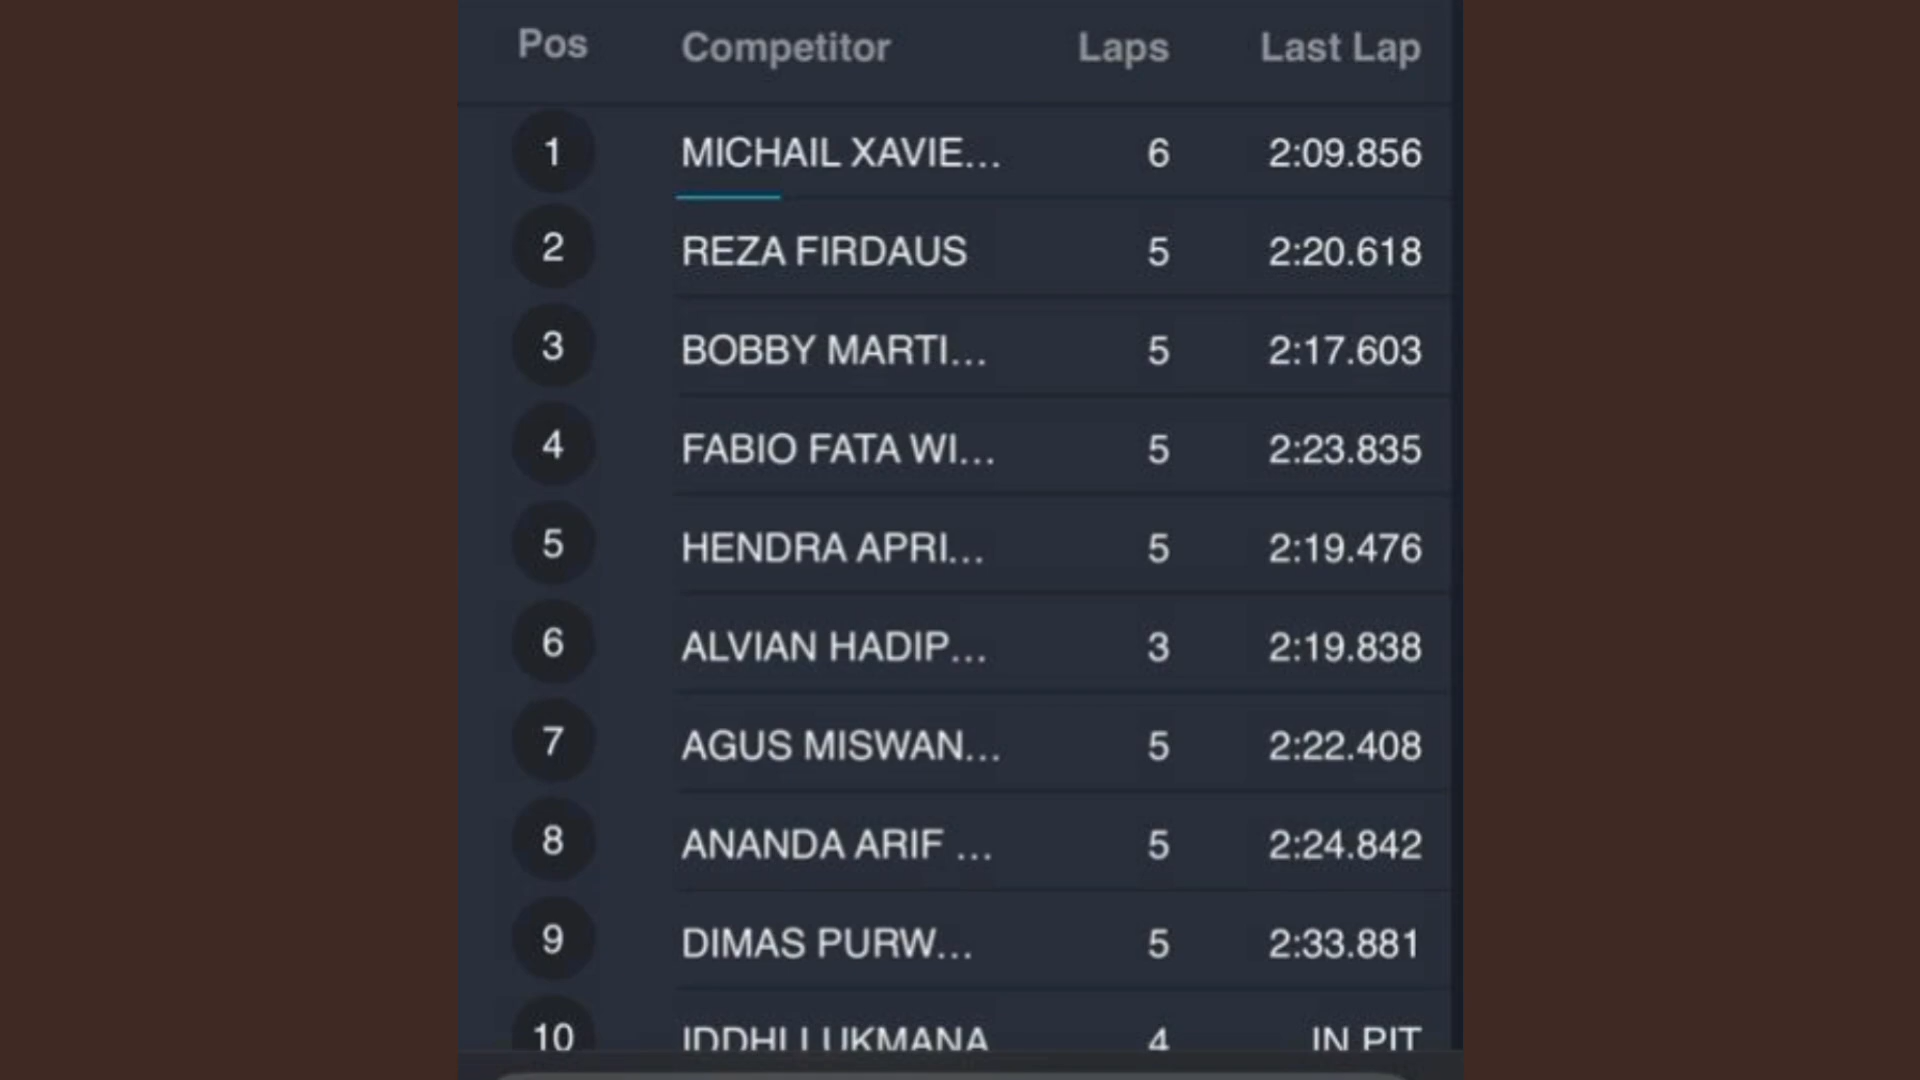 Pos Competitor Laps Last Lap
1 MICHAIL XAVIE... 6 2:09.856
2 REZA FIRDAUS 5 2:20.618
3 BOBBY MARTI... 5 2:17.603
4 FABIO FATA WI... 5 2:23.835
5 HENDRA APRI... 5 2:19.476
6 ALVIAN HADIP... 3 2:19.838
7 AGUS MISWAN... 5 2:22.408
8 ANANDA ARIF ... 5 2:24.842
9 DIMAS PURW... 5 2:33.881
10 IDDHI LUKMANA 4 IN PIT